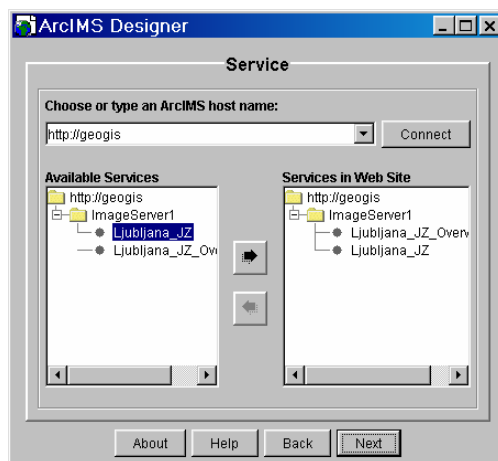 ArcIMS Designer
Service
Choose or type an ArcIMS host name:
http://geogis
Connect
Available Services
http://geogis
ImageServer1
Ljubljana_JZ
Ljubljana_JZ_Ov
Services in Web Site
http://geogis
ImageServer1
Ljubljana_JZ_Overv
Ljubljana_JZ
About
Help
Back
Next